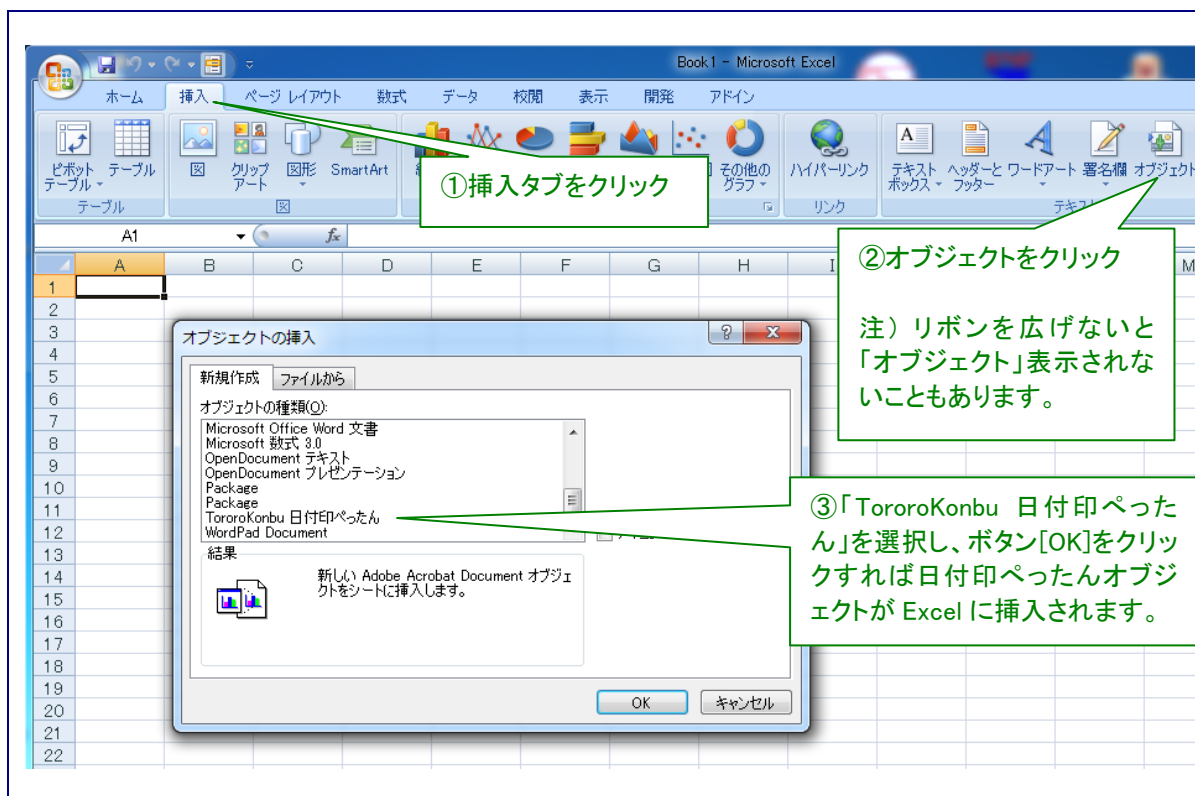 Book1 - Microsoft Excel
ホーム 挿入 ページ レイアウト 数式 データ 校閲 表示 開発 アドイン
ピボット テーブル
テーブル
図
クリップ アート
図形
SmartArt
その他の グラフ
ハイパーリンク
テキスト ボックス
ヘッダーと フッター
ワードアート
署名欄
オブジェクト
テーブル
図
リンク
①挿入タブをクリック
A1
fx
A B C D E F G H I M
②オブジェクトをクリック
注) リボンを広げないと
「オブジェクト」表示されな
いこともあります。
1
2
3
4
5
6
7
8
9
10
11
12
13
14
15
16
17
18
19
20
21
22
オブジェクトの挿入
新規作成 ファイルから
オブジェクトの種類(O):
Microsoft Office Word 文書
Microsoft 数式 3.0
OpenDocument テキスト
OpenDocument プレゼンテーション
Package
Package
TororoKonbu 日付印ぺったん
WordPad Document
結果
新しい Adobe Acrobat Document オブジェ
クトをシートに挿入します。
OK キャンセル
③「TororoKonbu 日付印ぺった
ん」を選択し、ボタン[OK]をクリッ
クすれば日付印ぺったんオブジ
ェクトが Excel に挿入されます。